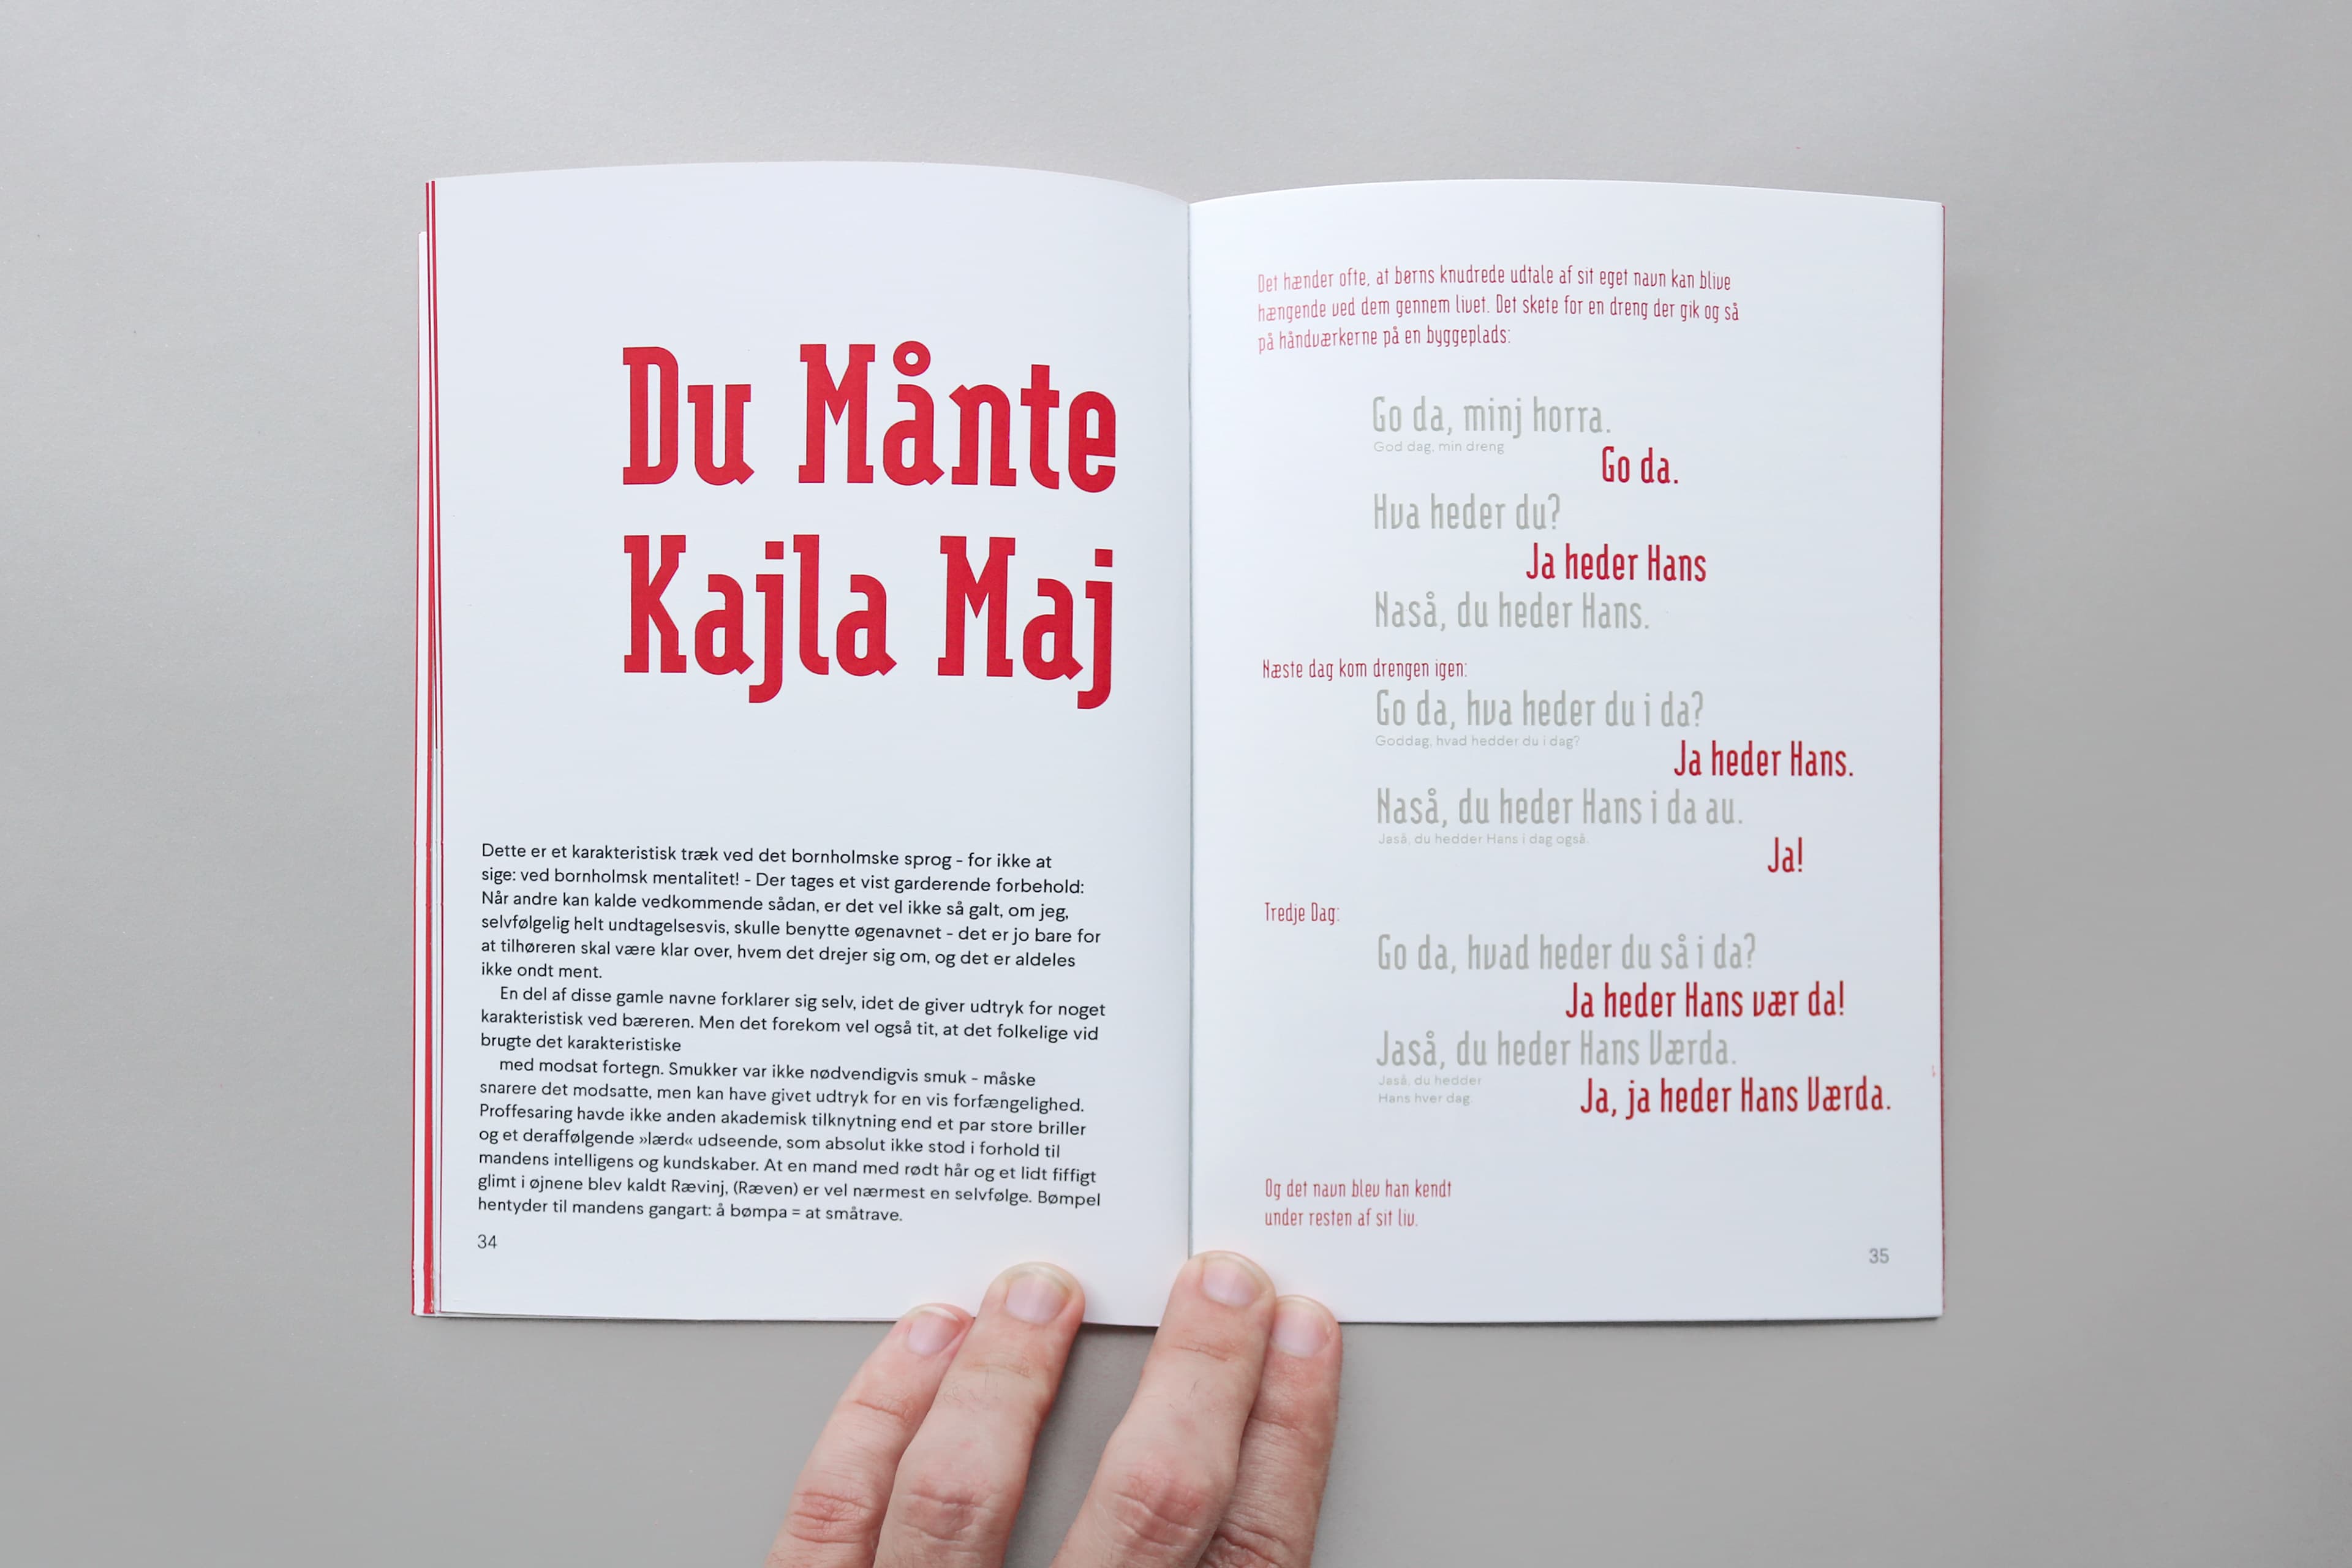 Du Månte
Kajla Maj
Dette er et karakteristisk træk ved det bornholmske sprog - for ikke at
sige: ved bornholmsk mentalitet! - Der tages et vist garderende forbehold:
Når andre kan kalde vedkommende sådan, er det vel ikke så galt, om jeg,
selvfølgelig helt undtagelsesvis, skulle benytte øgenavnet - det er jo bare for
at tilhøreren skal være klar over, hvem det drejer sig om, og det er aldeles
ikke ondt ment.
En del af disse gamle navne forklarer sig selv, idet de giver udtryk for noget
karakteristisk ved bæreren. Men det forekom vel også tit, at det folkelige vid
brugte det karakteristiske
med modsat fortegn. Smukker var ikke nødvendigvis smuk - måske
snarere det modsatte, men kan have givet udtryk for en vis forfængelighed.
Proffesaring havde ikke anden akademisk tilknytning end et par store briller
og et deraffølgende »lærd« udseende, som absolut ikke stod i forhold til
mandens intelligens og kundskaber. At en mand med rødt hår og et lidt fiffigt
glimt i øjnene blev kaldt Rævinj, (Ræven) er vel nærmest en selvfølge. Bømpel
hentyder til mandens gangart: å bømpa = at småtrave.
34
Det hænder ofte, at børns knudrede udtale af sit eget navn kan blive
hængende ved dem gennem livet. Det skete for en dreng der gik og så
på håndværkerne på en byggeplads:
Go da, minj horra.
God dag, min dreng
Go da.
Hva heder du?
Ja heder Hans
Naså, du heder Hans.
Næste dag kom drengen igen:
Go da, hva heder du i da?
Goddag, hvad hedder du i dag?
Ja heder Hans.
Naså, du heder Hans i da au.
Jaså, du hedder Hans i dag også.
Ja!
Tredje Dag:
Go da, hvad heder du så i da?
Ja heder Hans vær da!
Jaså, du heder Hans Værda.
Jaså, du hedder
Hans hver dag.
Ja, ja heder Hans Værda.
Og det navn blev han kendt
under resten af sit liv.
35